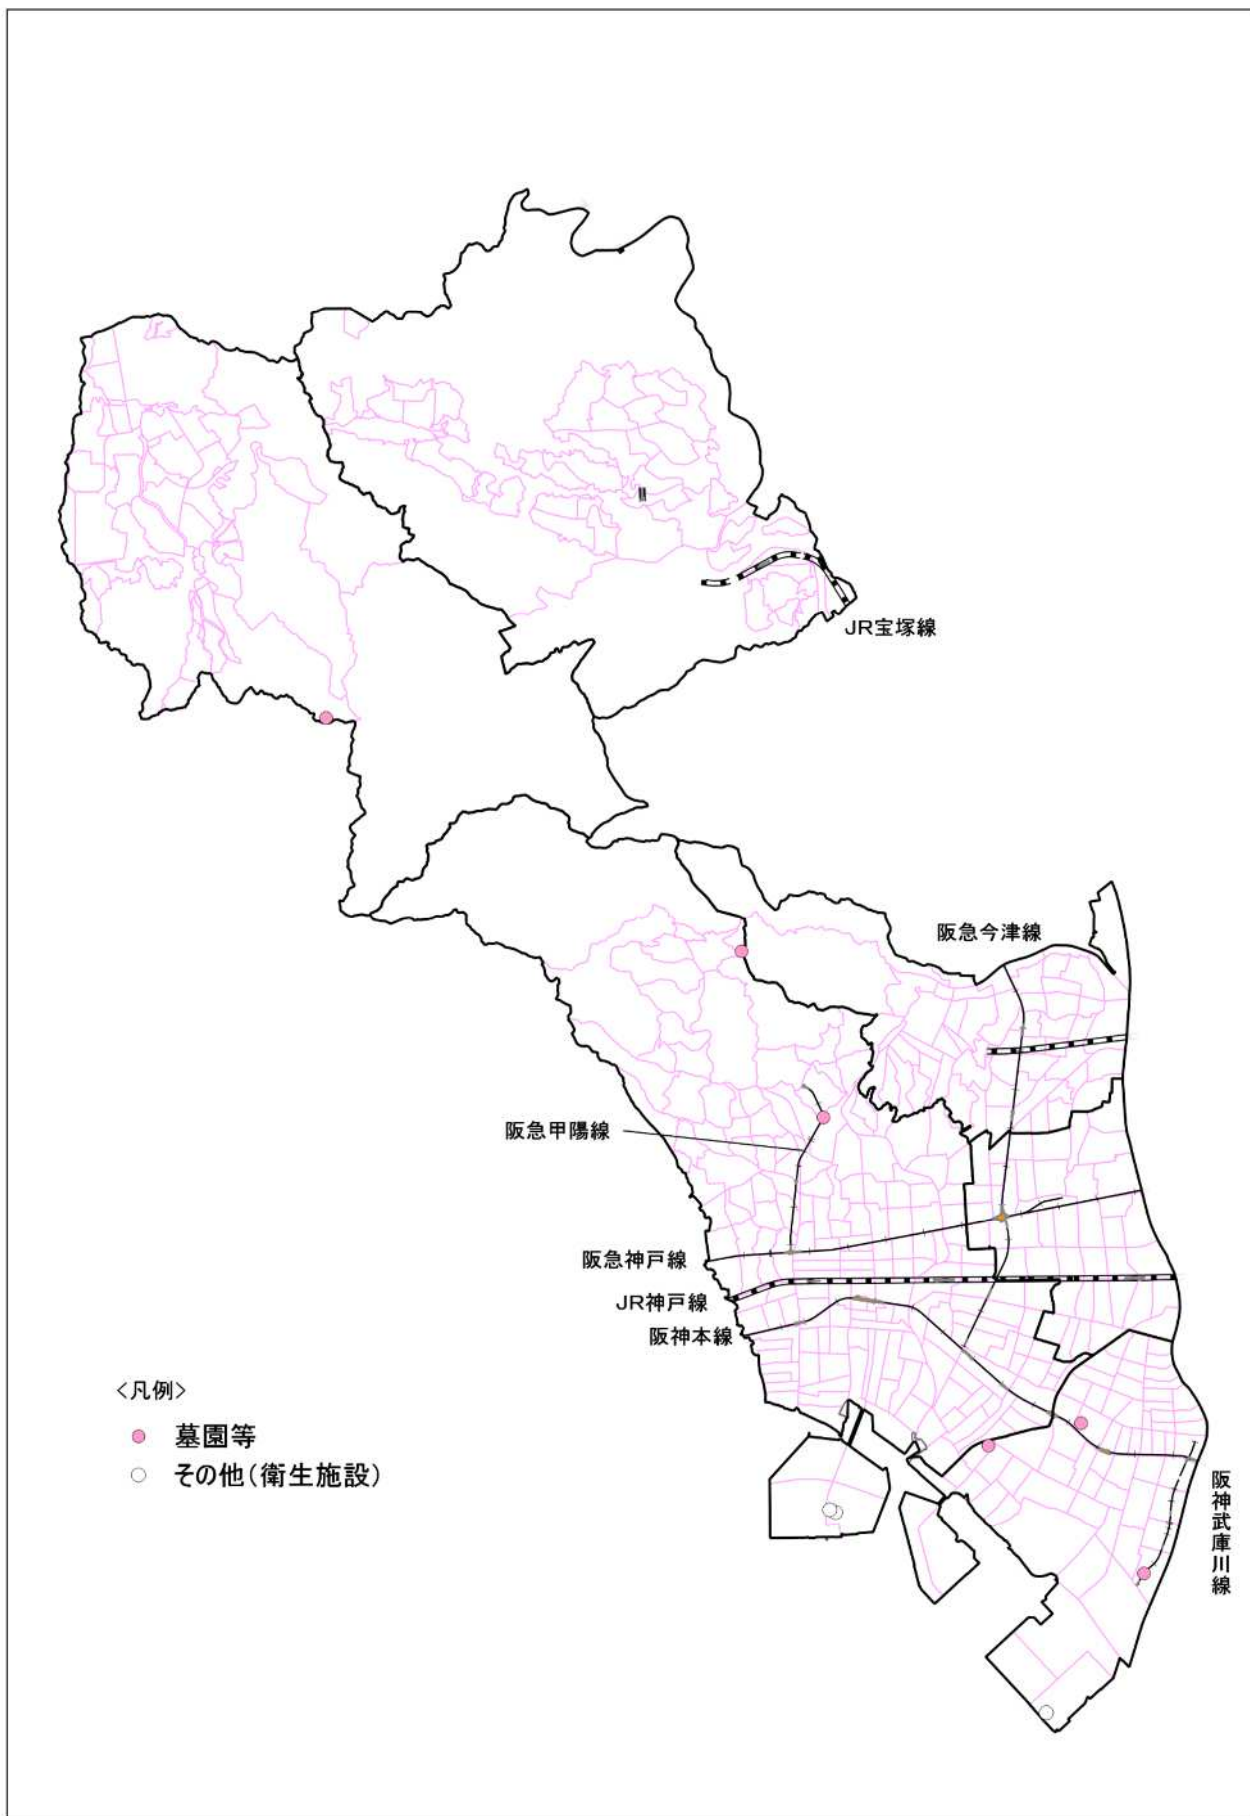 JR宝塚線
阪急今津線
阪急甲陽線
阪急神戸線
JR神戸線
阪神本線
<凡例>
墓園等
その他(衛生施設)
阪神武庫川線